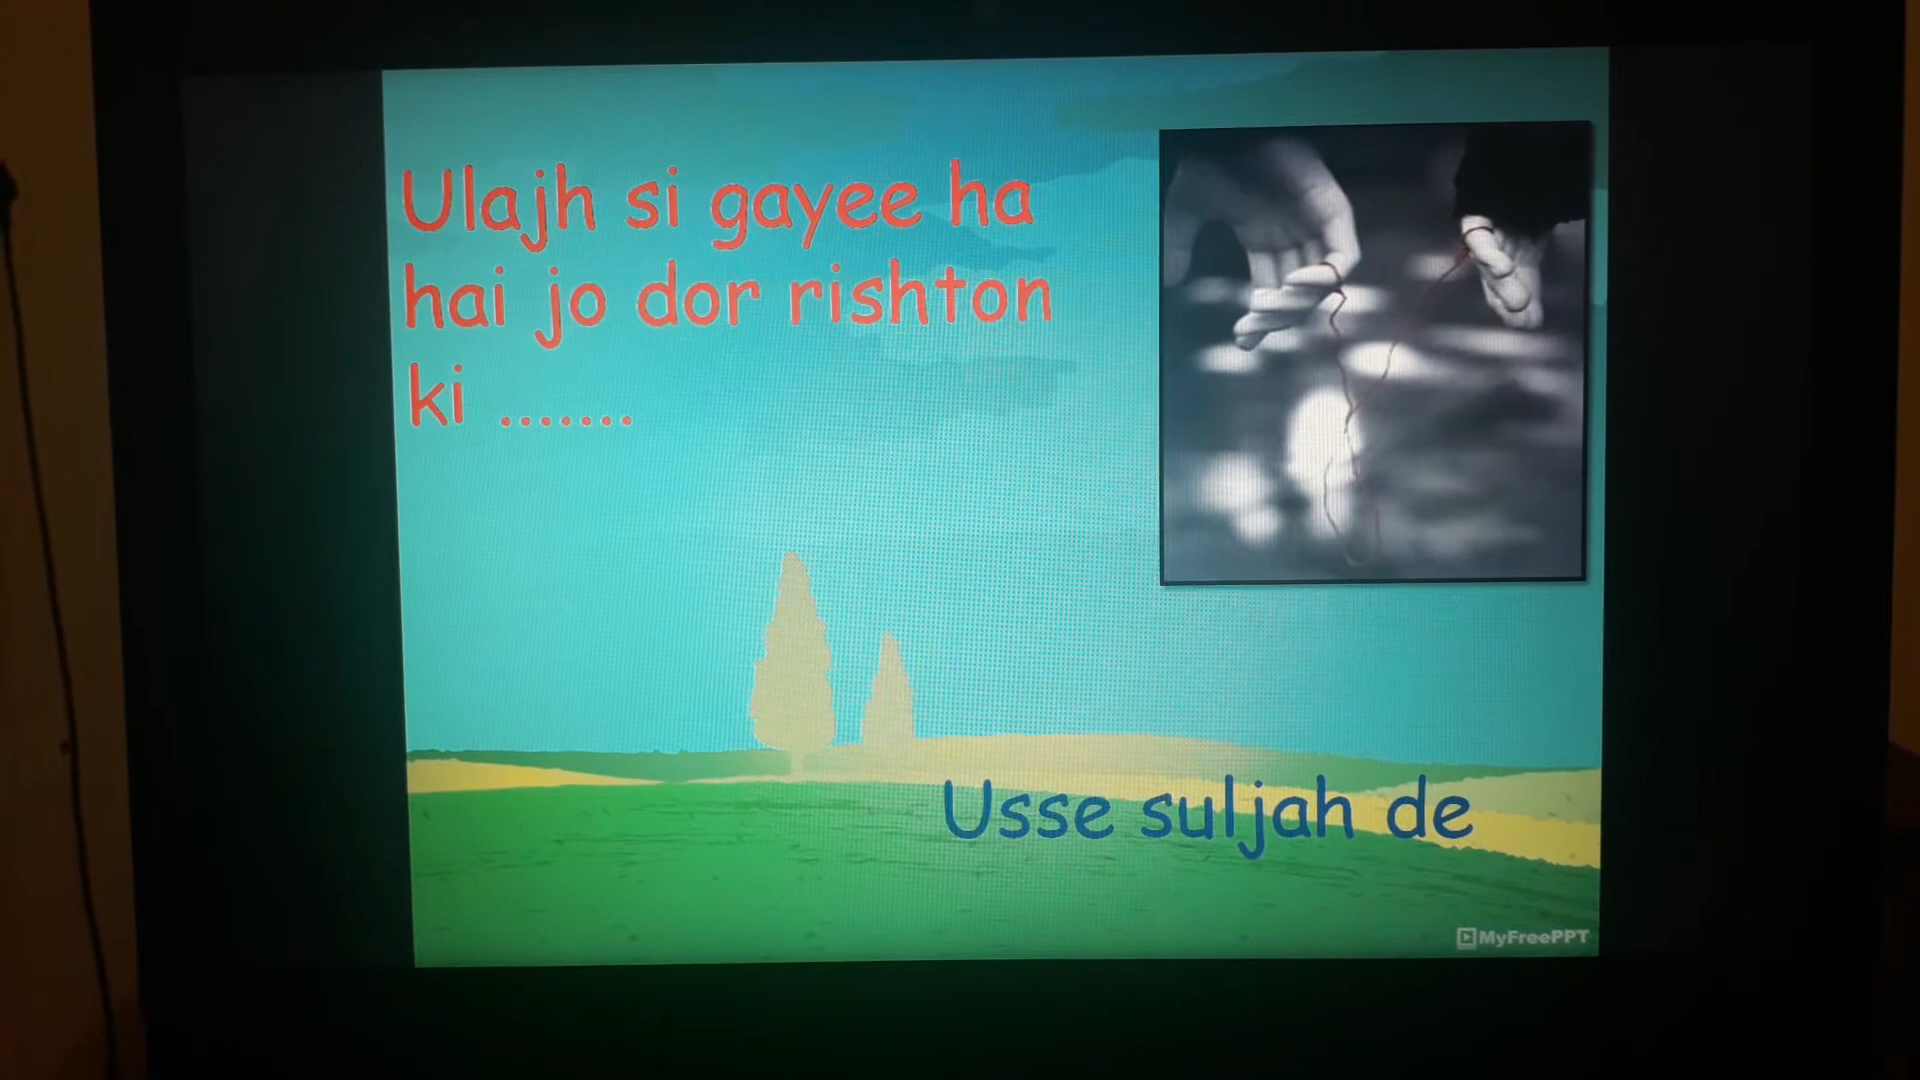 Ulajh si gayee ha
hai jo dor rishton
ki .......
Usse suljah de
MyFreePPT